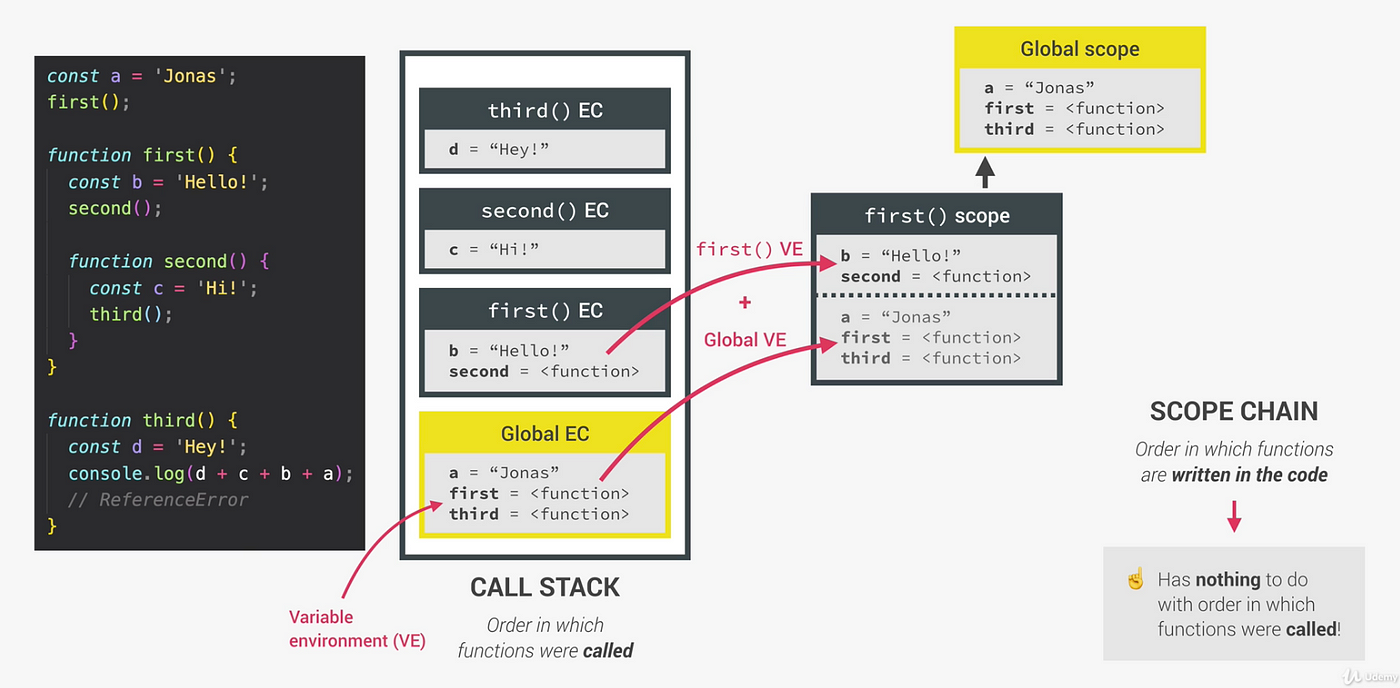 const a = 'Jonas';
first();
function first() {
const b = 'Hello!';
second();
function second() {
const c = 'Hi!';
third();
}
}
function third() {
const d = 'Hey!';
console.log(d + c + b + a);
// ReferenceError
}
third() EC
d = “Hey!”
second() EC
c = “Hi!”
first() EC
b = “Hello!”
second = <function>
Global EC
a = “Jonas”
first = <function>
third = <function>
Variable
environment (VE)
CALL STACK
Order in which
functions were called
first() VE
+
Global VE
Global scope
a = “Jonas”
first = <function>
third = <function>
first() scope
b = “Hello!”
second = <function>
a = “Jonas”
first = <function>
third = <function>
SCOPE CHAIN
Order in which functions
are written in the code
☝️ Has nothing to do
with order in which
functions were called!
Udemy